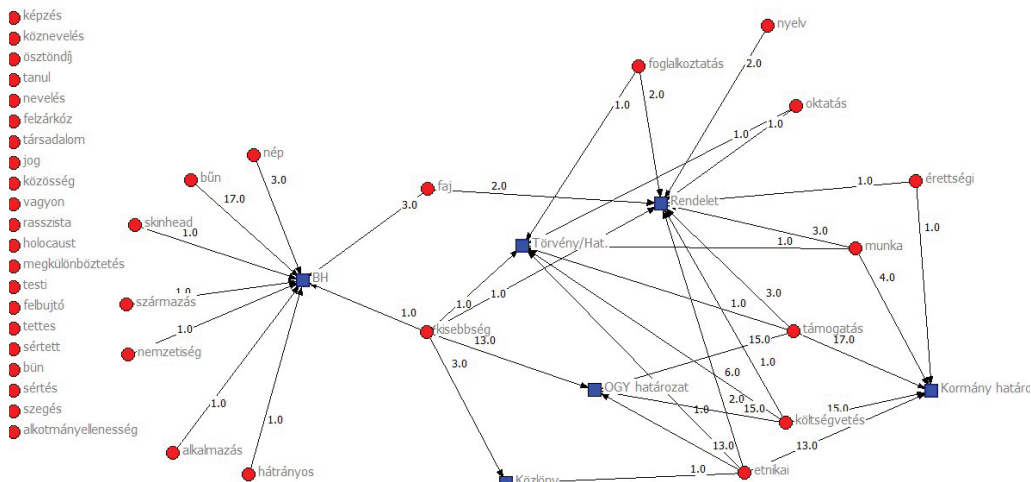 képzés
köznevelés
ösztöndíj
tanul
nevelés
felzárkóz
társadalom
jog
közösség
vagyon
rasszista
holocaust
megkülönböztetés
testi
felbujtó
tettes
sértett
bün
sértés
szegés
alkotmányellenesség
nyelv
foglalkoztatás
2.0
2.0
1.0
oktatás
1.0
1.0
nép
bűn
3.0
17.0
faj
2.0
3.0
1.0
érettségi
Rendelet
skinhead
1.0
Törvény/Hat.
3.0
1.0
munka
1.0
4.0
BH
1.0
3.0
származás
1.0
1.0
1.0
1.0
nemzetiség
1.0
kisebbség
13.0
3.0
támogatás
15.0
17.0
1.0
6.0
OGY határozat
Kormány határo
1.0
2.0
1.0
15.0
15.0
költségvetés
1.0
13.0
13.0
alkalmazás
hátrányos
1.0
etnikai
Közlöny